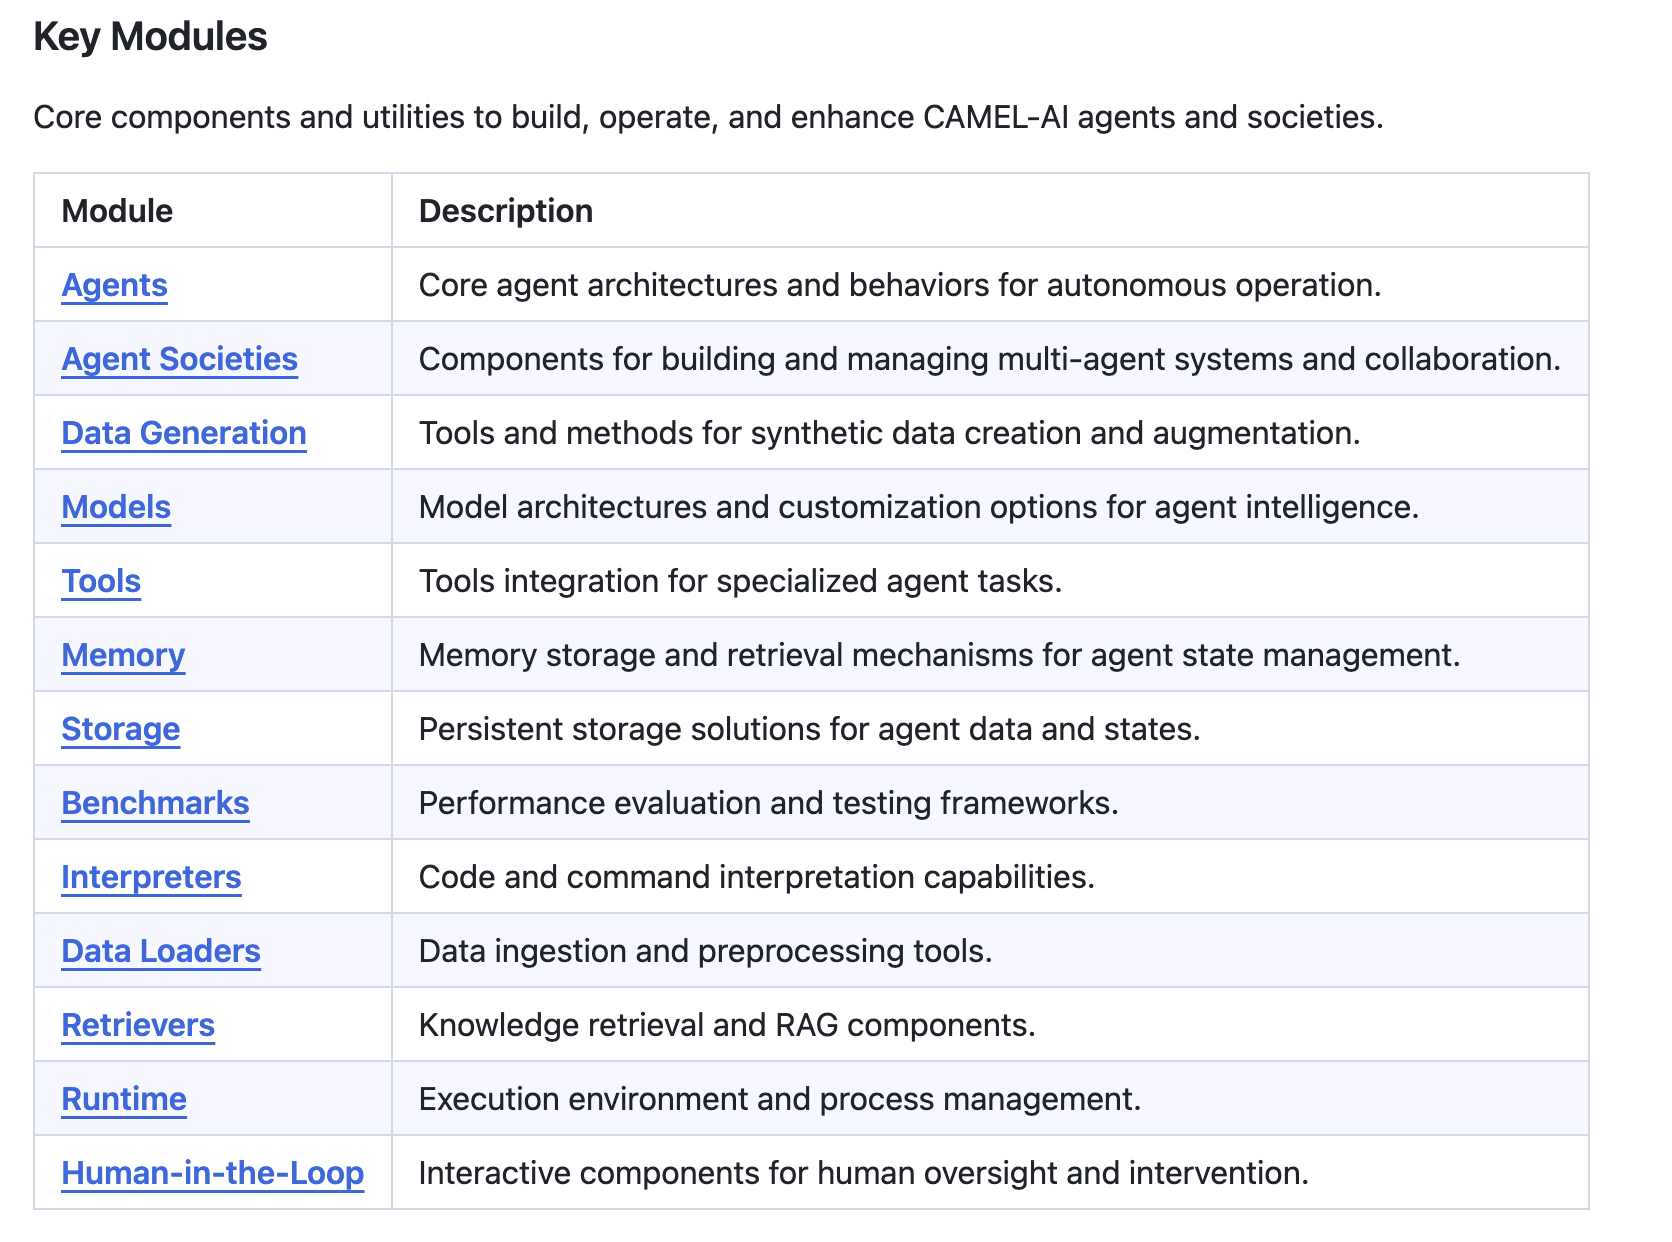 Key Modules
Core components and utilities to build, operate, and enhance CAMEL-AI agents and societies.
Module Description
Agents Core agent architectures and behaviors for autonomous operation.
Agent Societies Components for building and managing multi-agent systems and collaboration.
Data Generation Tools and methods for synthetic data creation and augmentation.
Models Model architectures and customization options for agent intelligence.
Tools Tools integration for specialized agent tasks.
Memory Memory storage and retrieval mechanisms for agent state management.
Storage Persistent storage solutions for agent data and states.
Benchmarks Performance evaluation and testing frameworks.
Interpreters Code and command interpretation capabilities.
Data Loaders Data ingestion and preprocessing tools.
Retrievers Knowledge retrieval and RAG components.
Runtime Execution environment and process management.
Human-in-the-Loop Interactive components for human oversight and intervention.